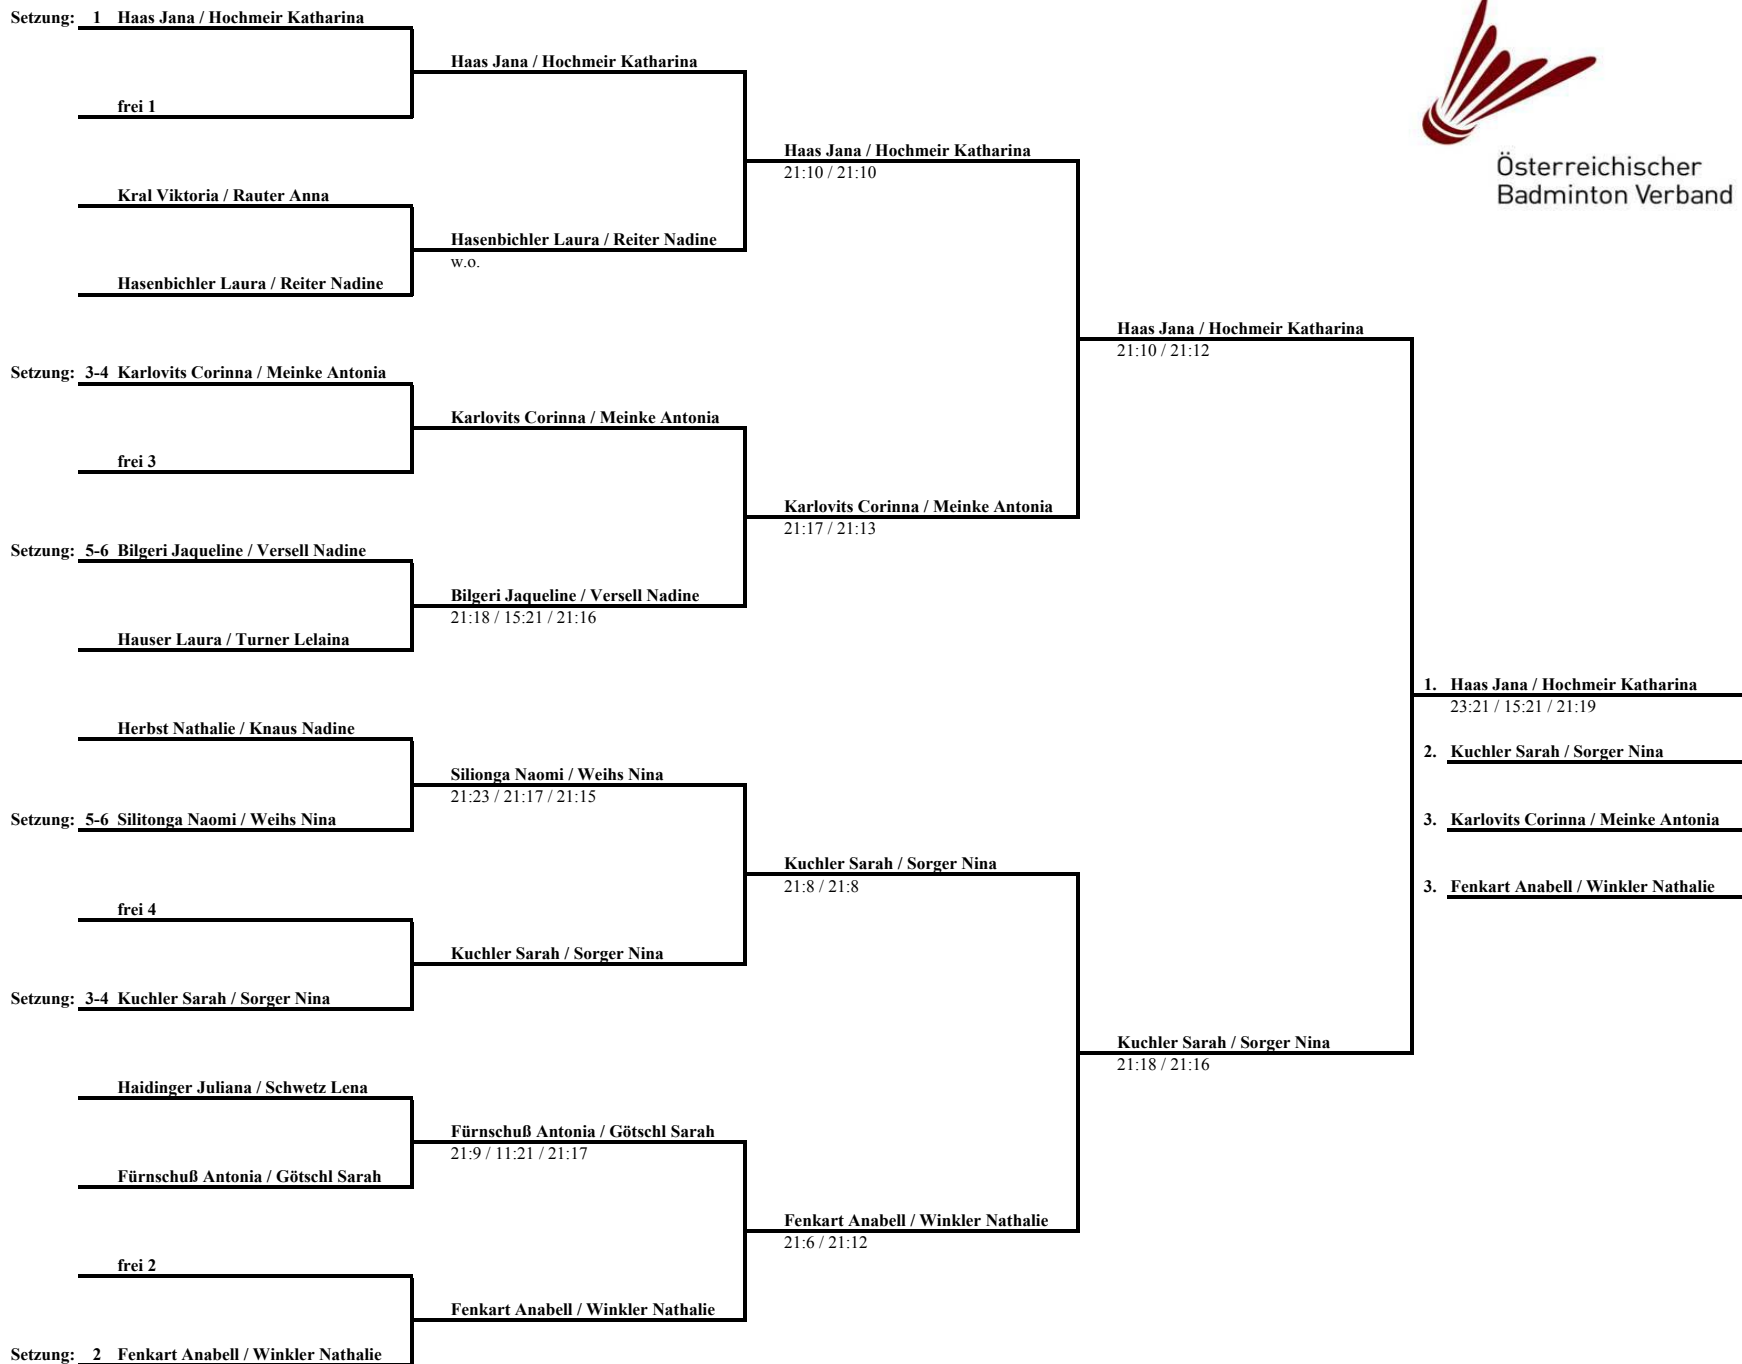 Setzung: 1 Haas Jana / Hochmeir Katharina
Haas Jana / Hochmeir Katharina
frei 1
Haas Jana / Hochmeir Katharina
21:10 / 21:10
Österreichischer
Badminton Verband
Kral Viktoria / Rauter Anna
Hasenbichler Laura / Reiter Nadine
w.o.
Hasenbichler Laura / Reiter Nadine
Haas Jana / Hochmeir Katharina
21:10 / 21:12
Setzung: 3-4 Karlovits Corinna / Meinke Antonia
Karlovits Corinna / Meinke Antonia
frei 3
Karlovits Corinna / Meinke Antonia
21:17 / 21:13
Setzung: 5-6 Bilgeri Jaqueline / Versell Nadine
Bilgeri Jaqueline / Versell Nadine
21:18 / 15:21 / 21:16
Hauser Laura / Turner Lelaina
1. Haas Jana / Hochmeir Katharina
23:21 / 15:21 / 21:19
Herbst Nathalie / Knaus Nadine
2. Kuchler Sarah / Sorger Nina
Silionga Naomi / Weihs Nina
21:23 / 21:17 / 21:15
Setzung: 5-6 Silitonga Naomi / Weihs Nina
3. Karlovits Corinna / Meinke Antonia
Kuchler Sarah / Sorger Nina
21:8 / 21:8
3. Fenkart Anabell / Winkler Nathalie
frei 4
Kuchler Sarah / Sorger Nina
Setzung: 3-4 Kuchler Sarah / Sorger Nina
Kuchler Sarah / Sorger Nina
21:18 / 21:16
Haidinger Juliana / Schwetz Lena
Fürnschuß Antonia / Götschl Sarah
21:9 / 11:21 / 21:17
Fürnschuß Antonia / Götschl Sarah
Fenkart Anabell / Winkler Nathalie
21:6 / 21:12
frei 2
Fenkart Anabell / Winkler Nathalie
Setzung: 2 Fenkart Anabell / Winkler Nathalie